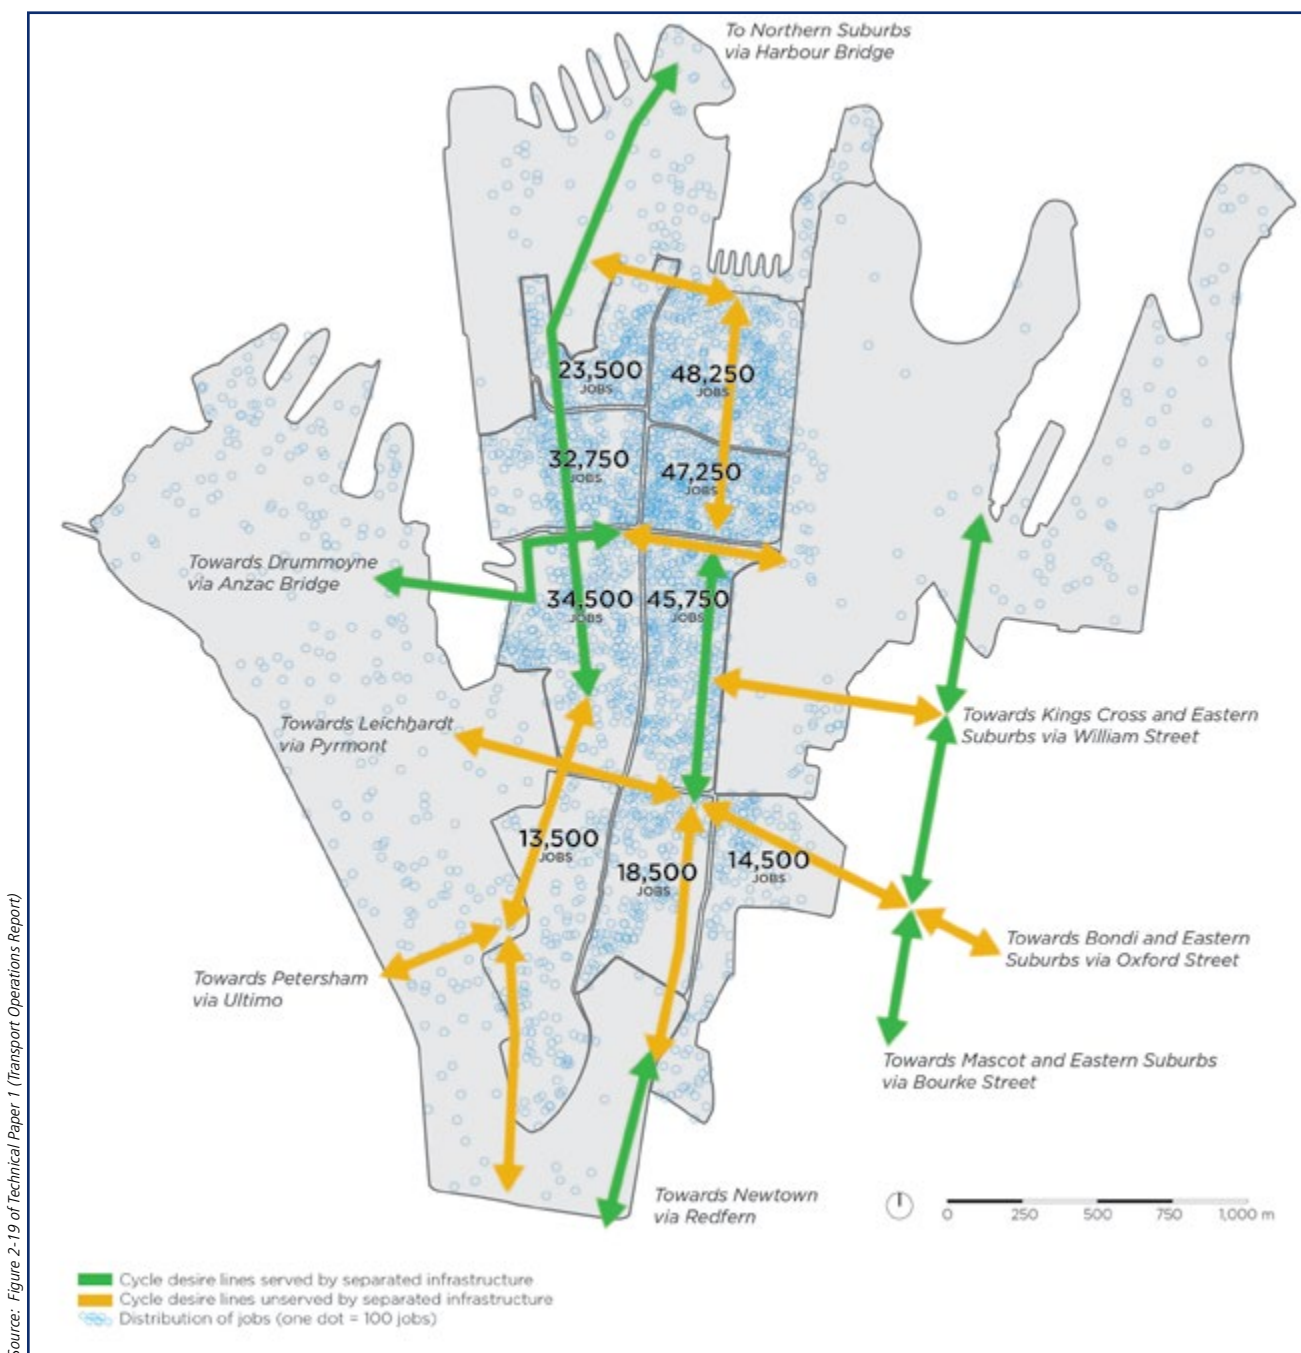 To Northern Suburbs
via Harbour Bridge
23,500
JOBS
48,250
JOBS
32,750
JOBS
47,250
JOBS
Towards Drummoyne
via Anzac Bridge
34,500
JOBS
45,750
JOBS
Towards Leichhardt
via Pyrmont
Towards Kings Cross and Eastern
Suburbs via William Street
13,500
JOBS
18,500
JOBS
14,500
JOBS
Towards Petersham
via Ultimo
Towards Bondi and Eastern
Suburbs via Oxford Street
Towards Mascot and Eastern Suburbs
via Bourke Street
Towards Newtown
via Redfern
0 250 500 750 1,000 m
Cycle desire lines served by separated infrastructure
Cycle desire lines unserved by separated infrastructure
Distribution of jobs (one dot = 100 jobs)
Source: Figure 2-19 of Technical Paper 1 (Transport Operations Report)